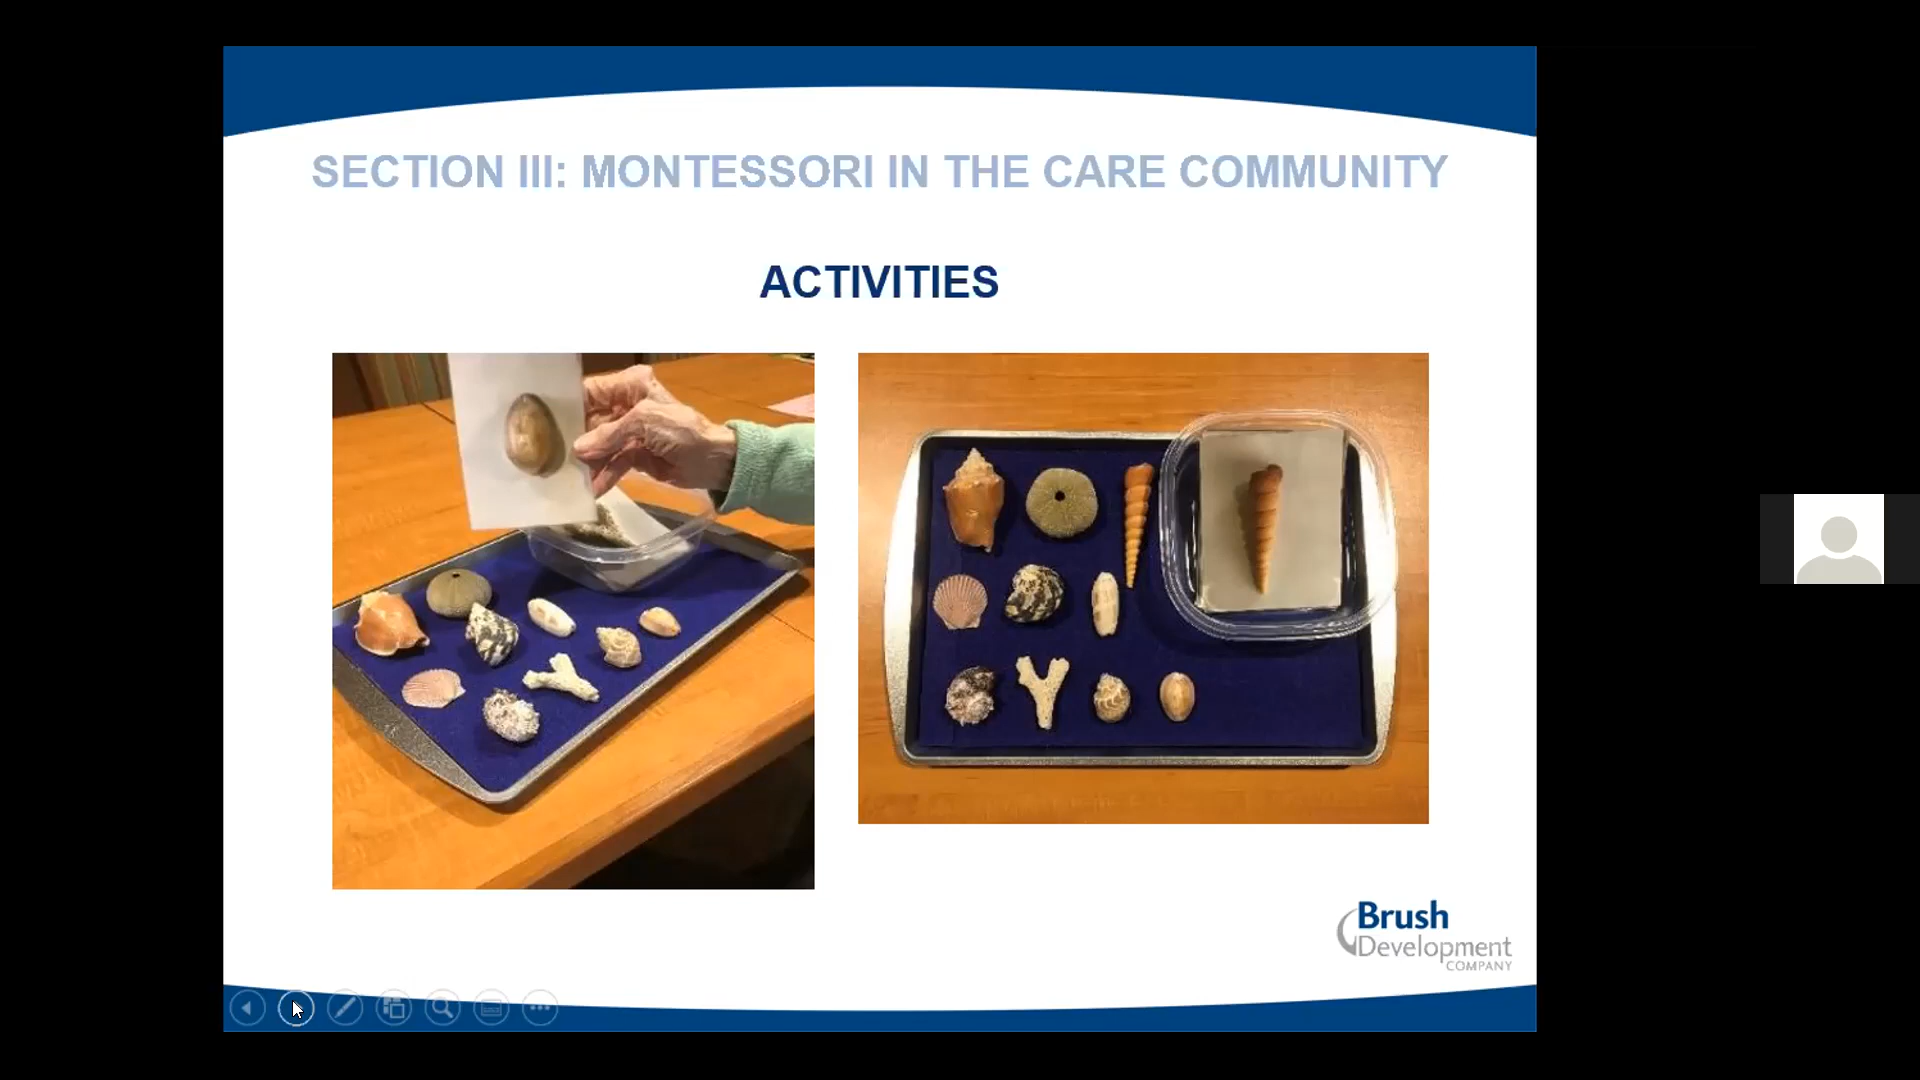 SECTION III: MONTESSORI IN THE CARE COMMUNITY
ACTIVITIES
Brush
Development
COMPANY